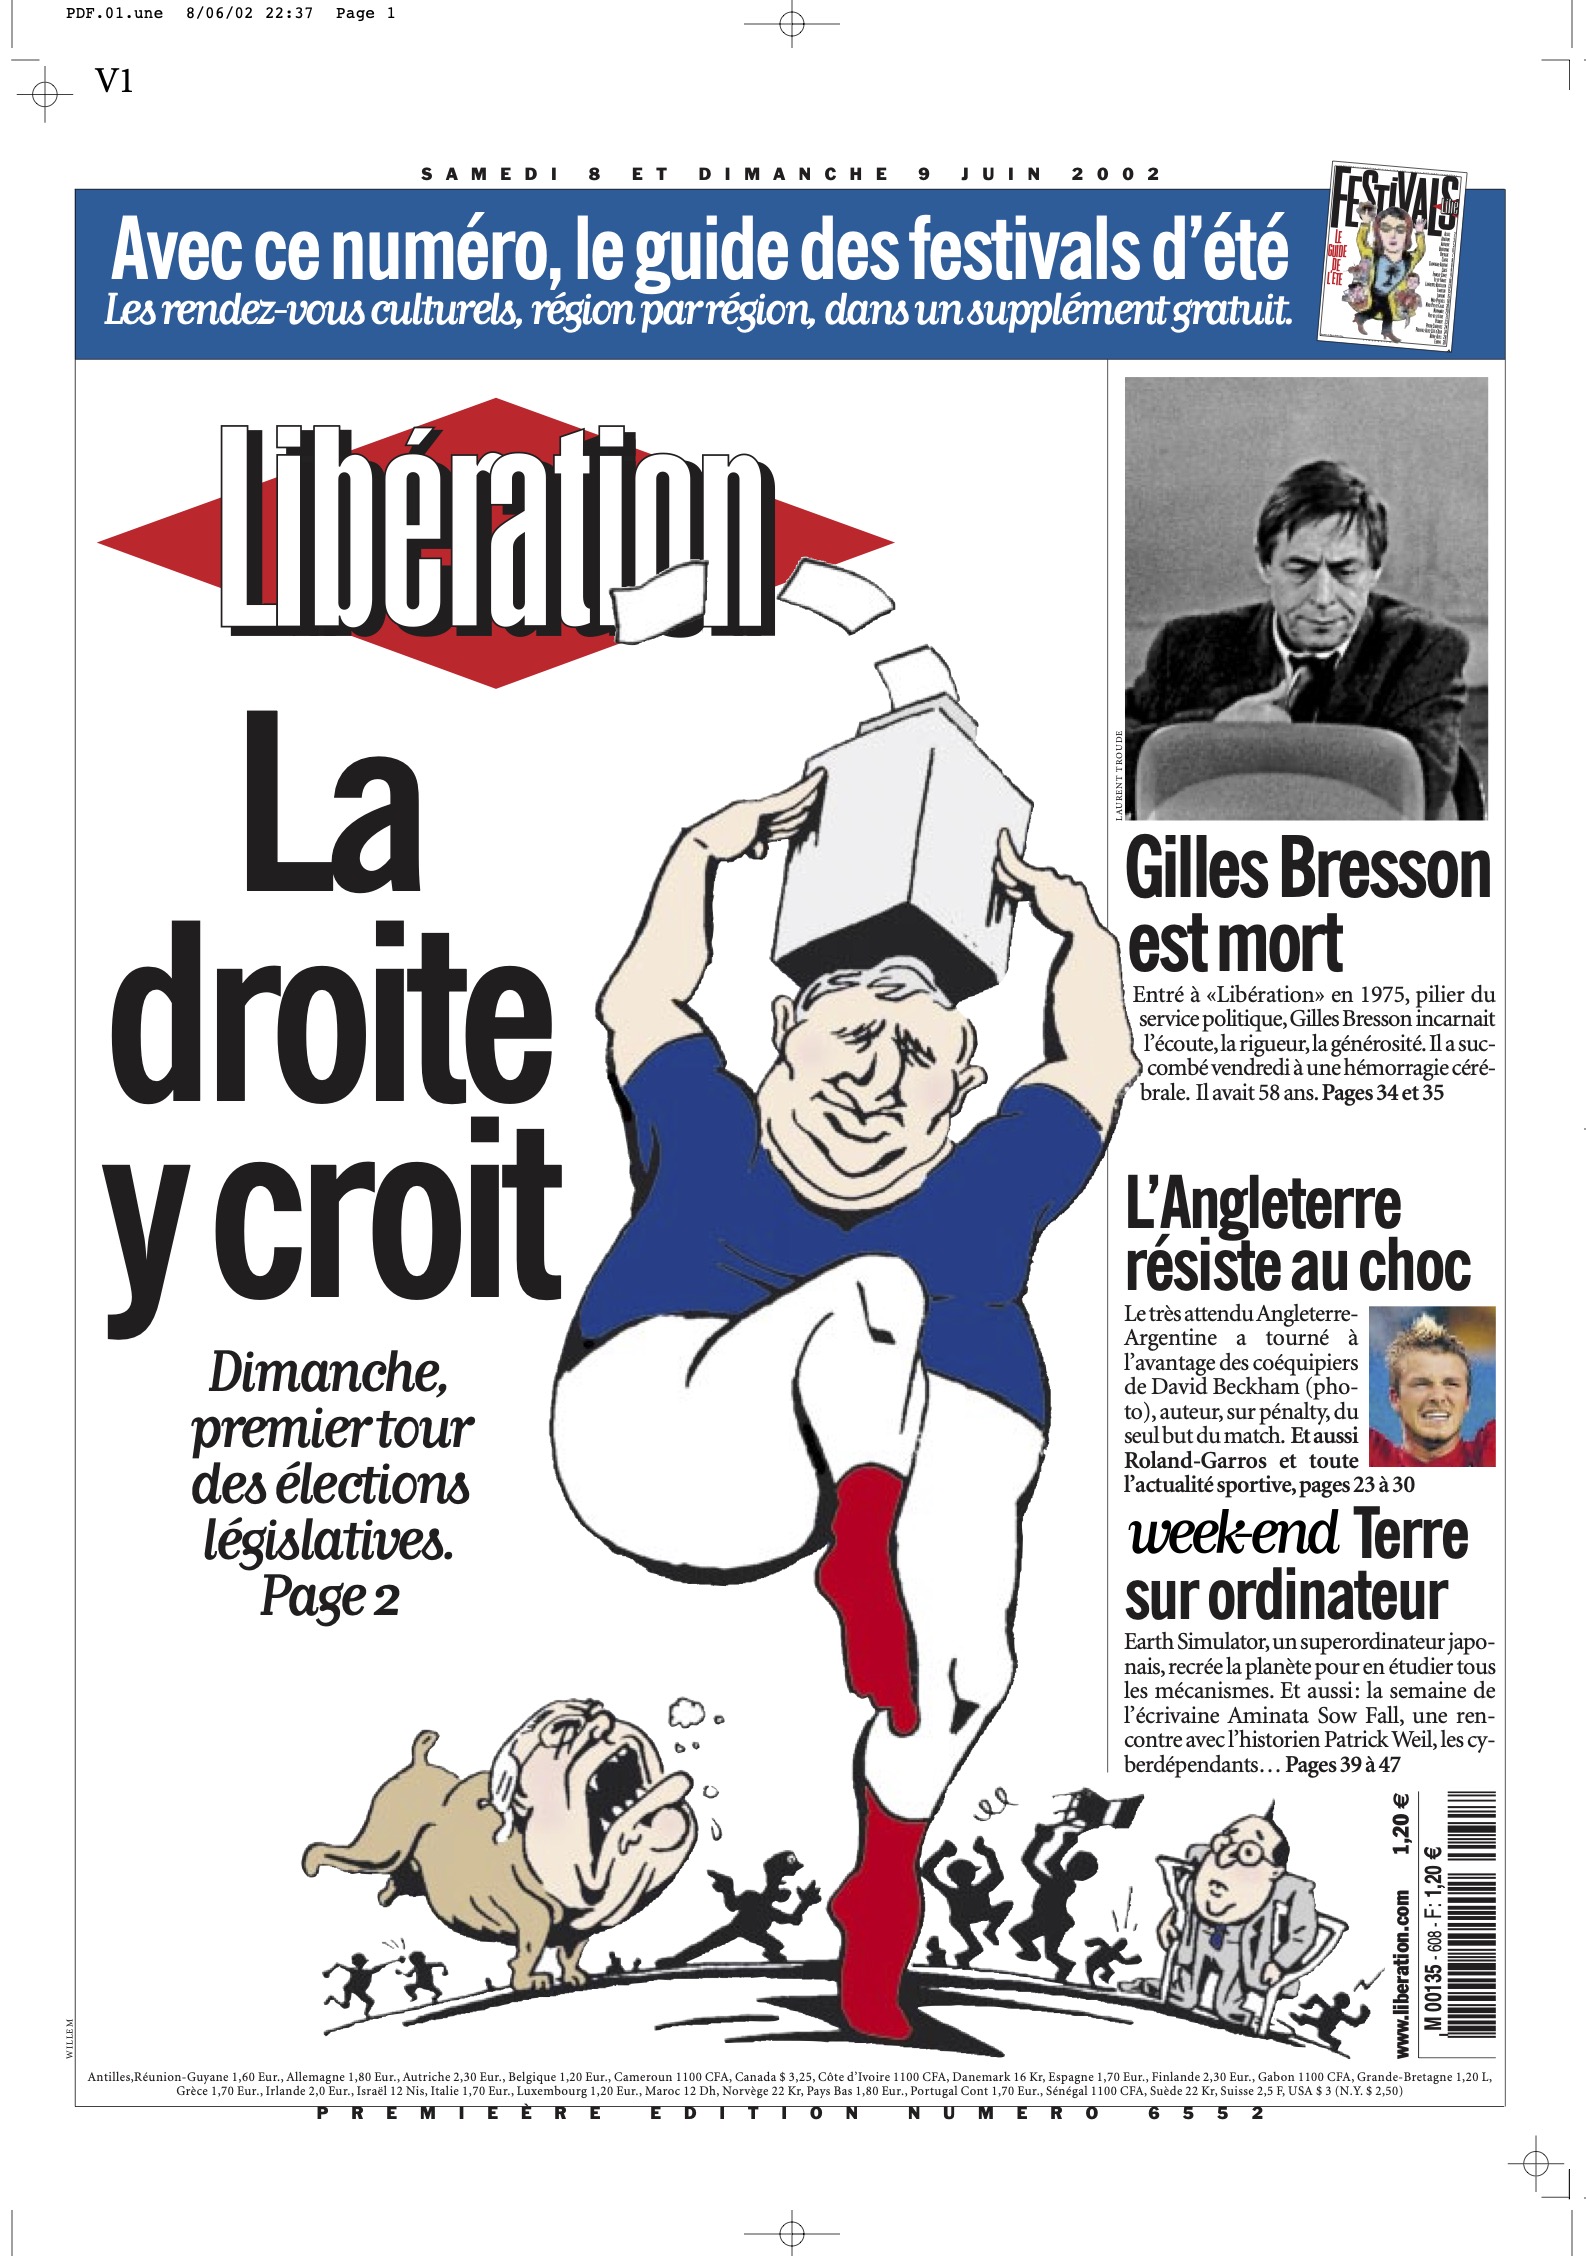 PDF.01.une 8/06/02 22:37 Page 1
V1
SAMEDI 8 ET DIMANCHE 9 JUIN 2002
Avec ce numéro, le guide des festivals d’été
Les rendez-vous culturels, région par région, dans un supplément gratuit.
FESTiVALS
LE
GUIDE
DE
L'ÉTÉ
Libération
La
droite
y croit
Dimanche,
premier tour
des élections
législatives.
Page 2
LAURENT TROUDE
Gilles Bresson
est mort
Entré à «Libération» en 1975, pilier du
service politique, Gilles Bresson incarnait
l’écoute, la rigueur, la générosité. Il a suc-
combé vendredi à une hémorragie céré-
brale. Il avait 58 ans. Pages 34 et 35
L’Angleterre
résiste au choc
Le très attendu Angleterre-
Argentine a tourné à
l’avantage des coéquipiers
de David Beckham (pho-
to), auteur, sur pénalty, du
seul but du match. Et aussi
Roland-Garros et toute
l’actualité sportive, pages 23 à 30
week-end Terre
sur ordinateur
Earth Simulator, un superordinateur japo-
nais, recrée la planète pour en étudier tous
les mécanismes. Et aussi: la semaine de
l’écrivaine Aminata Sow Fall, une ren-
contre avec l’historien Patrick Weil, les cy-
berdépendants… Pages 39 à 47
www.liberation.com 1,20 €
M 00135 - 608 - F: 1,20 €
WILLEM
Antilles,Réunion-Guyane 1,60 Eur., Allemagne 1,80 Eur., Autriche 2,30 Eur., Belgique 1,20 Eur., Cameroun 1100 CFA, Canada $ 3,25, Côte d’Ivoire 1100 CFA, Danemark 16 Kr, Espagne 1,70 Eur., Finlande 2,30 Eur., Gabon 1100 CFA, Grande-Bretagne 1,20 L,
Grèce 1,70 Eur., Irlande 2,0 Eur., Israël 12 Nis, Italie 1,70 Eur., Luxembourg 1,20 Eur., Maroc 12 Dh, Norvège 22 Kr, Pays Bas 1,80 Eur., Portugal Cont 1,70 Eur., Sénégal 1100 CFA, Suède 22 Kr, Suisse 2,5 F, USA $ 3 (N.Y. $ 2,50)
PREMIEÈRE EDITION NUMERO 6552